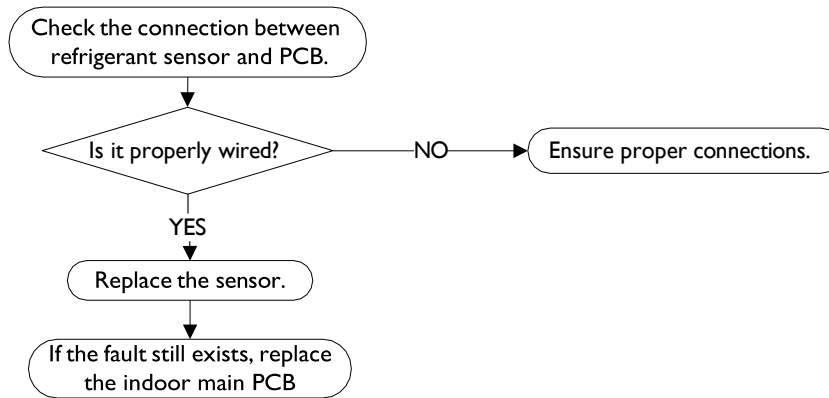 Check the connection between
refrigerant sensor and PCB.
Is it properly wired?
NO
Ensure proper connections.
YES
Replace the sensor.
If the fault still exists, replace
the indoor main PCB